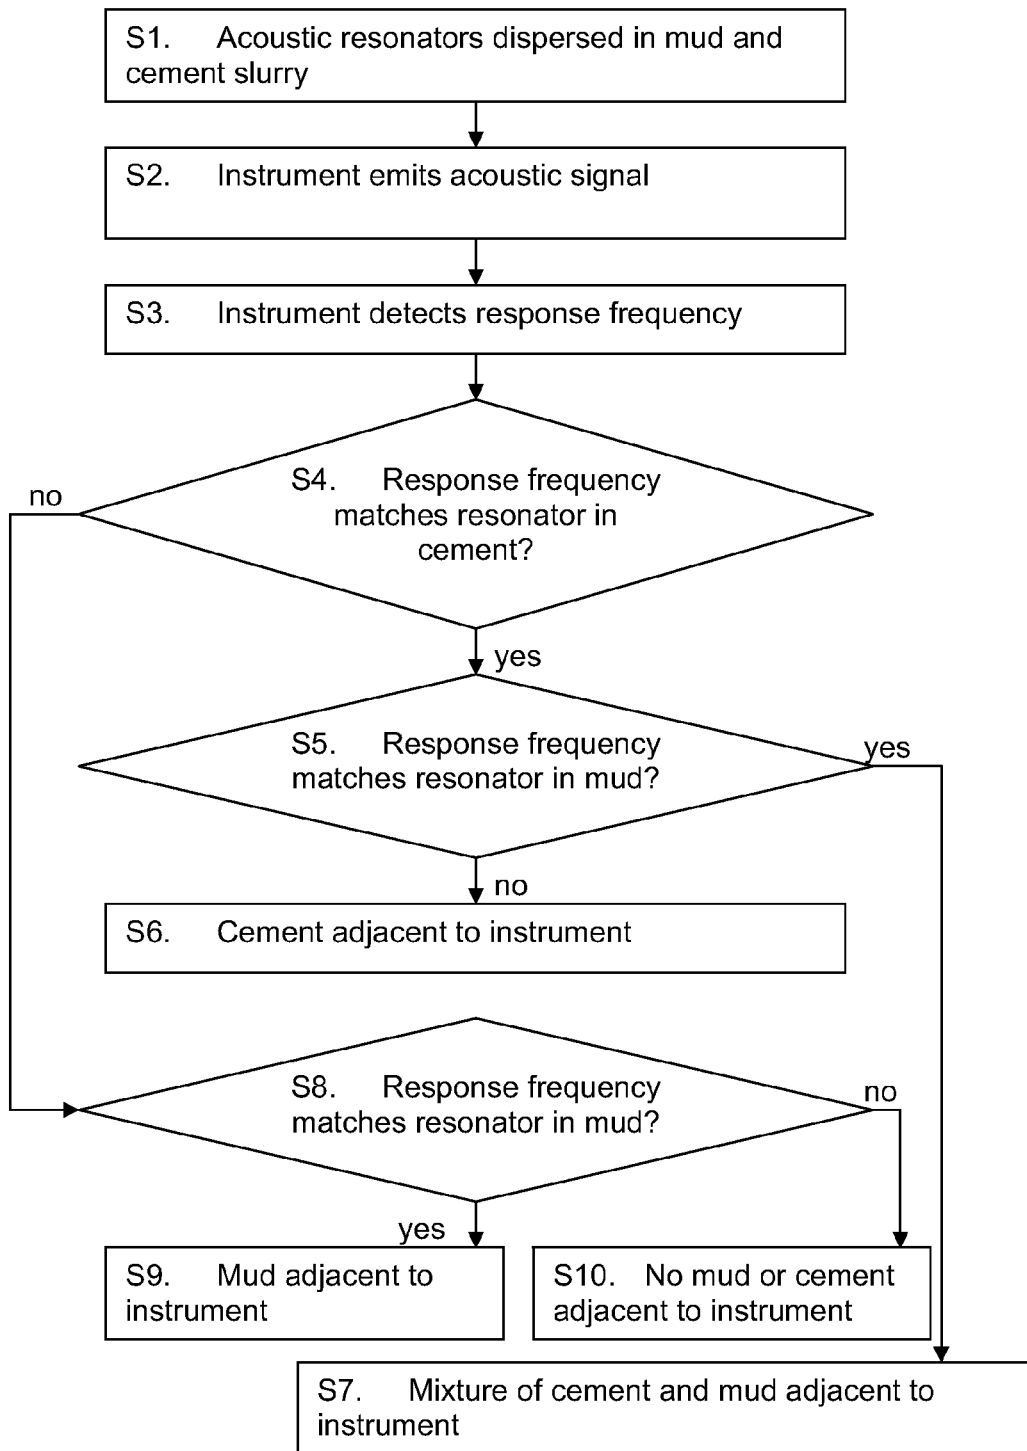 S1. Acoustic resonators dispersed in mud and
cement slurry
S2. Instrument emits acoustic signal
S3. Instrument detects response frequency
S4. Response frequency
matches resonator in
cement?
no
yes
S5. Response frequency
matches resonator in mud?
yes
no
S6. Cement adjacent to instrument
S8. Response frequency
matches resonator in mud?
no
yes
S9. Mud adjacent to
instrument
S10. No mud or cement
adjacent to instrument
S7. Mixture of cement and mud adjacent to
instrument